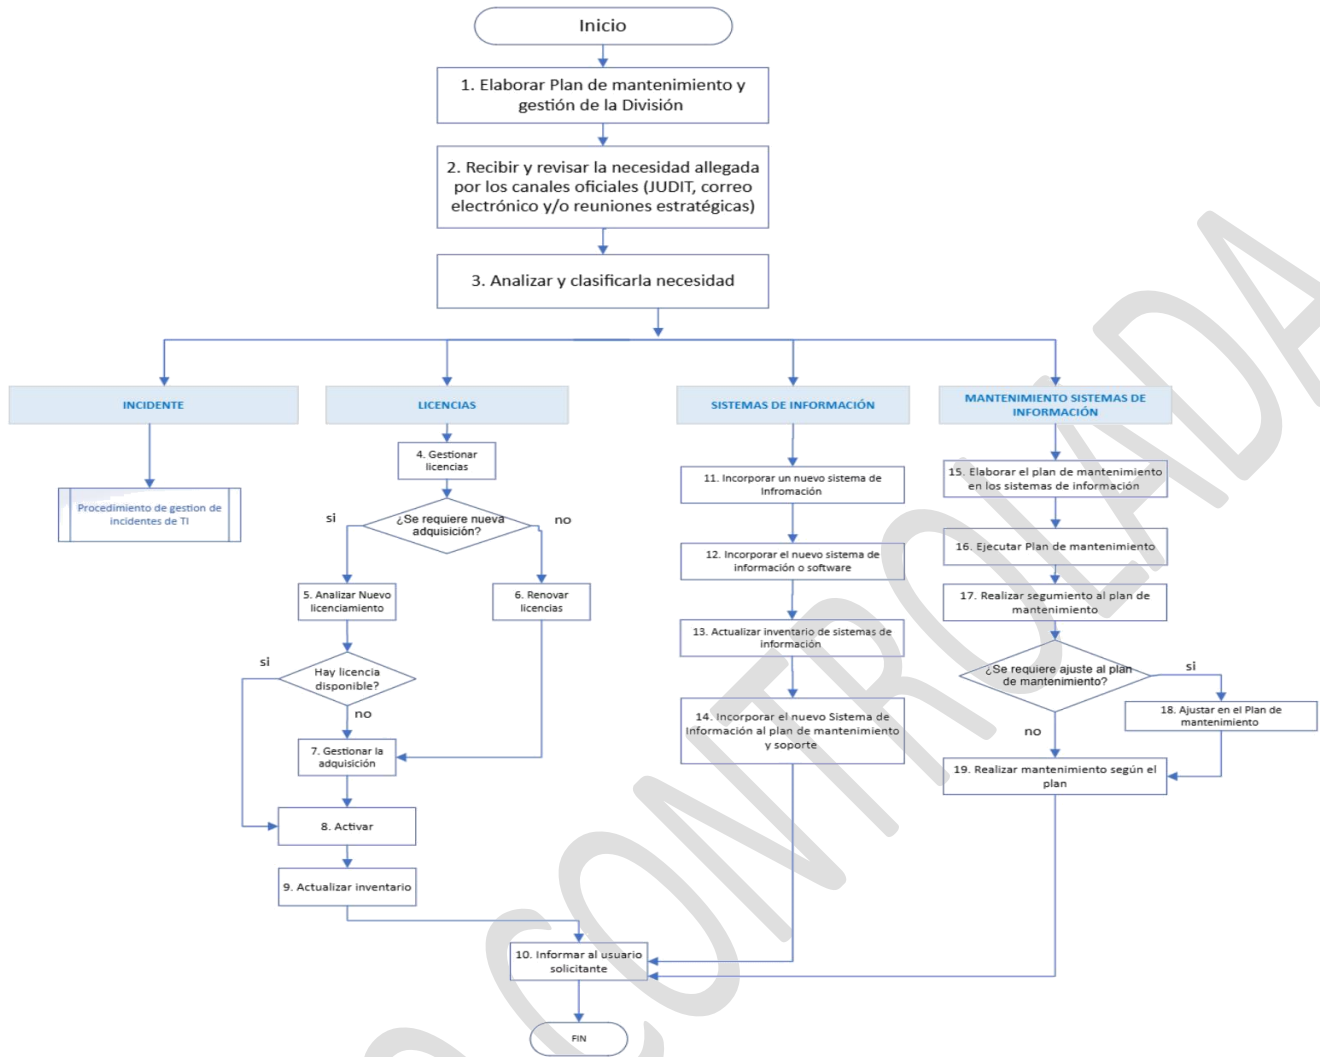 Inicio
1. Elaborar Plan de mantenimiento y
gestión de la División
2. Recibir y revisar la necesidad allegada
por los canales oficiales (JUDIT, correo
electrónico y/o reuniones estratégicas)
3. Analizar y clasificarla necesidad
INCIDENTE
Procedimiento de gestion de
incidentes de TI
LICENCIAS
4. Gestionar
licencias
¿Se requiere nueva
adquisición?
si
no
5. Analizar Nuevo
licenciamiento
6. Renovar
licencias
Hay licencia
disponible?
si
no
7. Gestionar la
adquisición
8. Activar
9. Actualizar inventario
SISTEMAS DE INFORMACIÓN
11. Incorporar un nuevo sistema de
Infromación
12. Incorporar el nuevo sistema de
información o software
13. Actualizar inventario de sistemas de
información
14. Incorporar el nuevo Sistema de
Información al plan de mantenimiento
y soporte
MANTENIMIENTO SISTEMAS DE
INFORMACIÓN
15. Elaborar el plan de mantenimiento
en los sistemas de información
16. Ejecutar Plan de mantenimiento
17. Realizar segumiento al plan de
mantenimiento
¿Se requiere ajuste al plan
de mantenimiento?
si
no
18. Ajustar en el Plan de
mantenimiento
19. Realizar mantenimiento según el
plan
10. Informar al usuario
solicitante
FIN
CONTROLADA